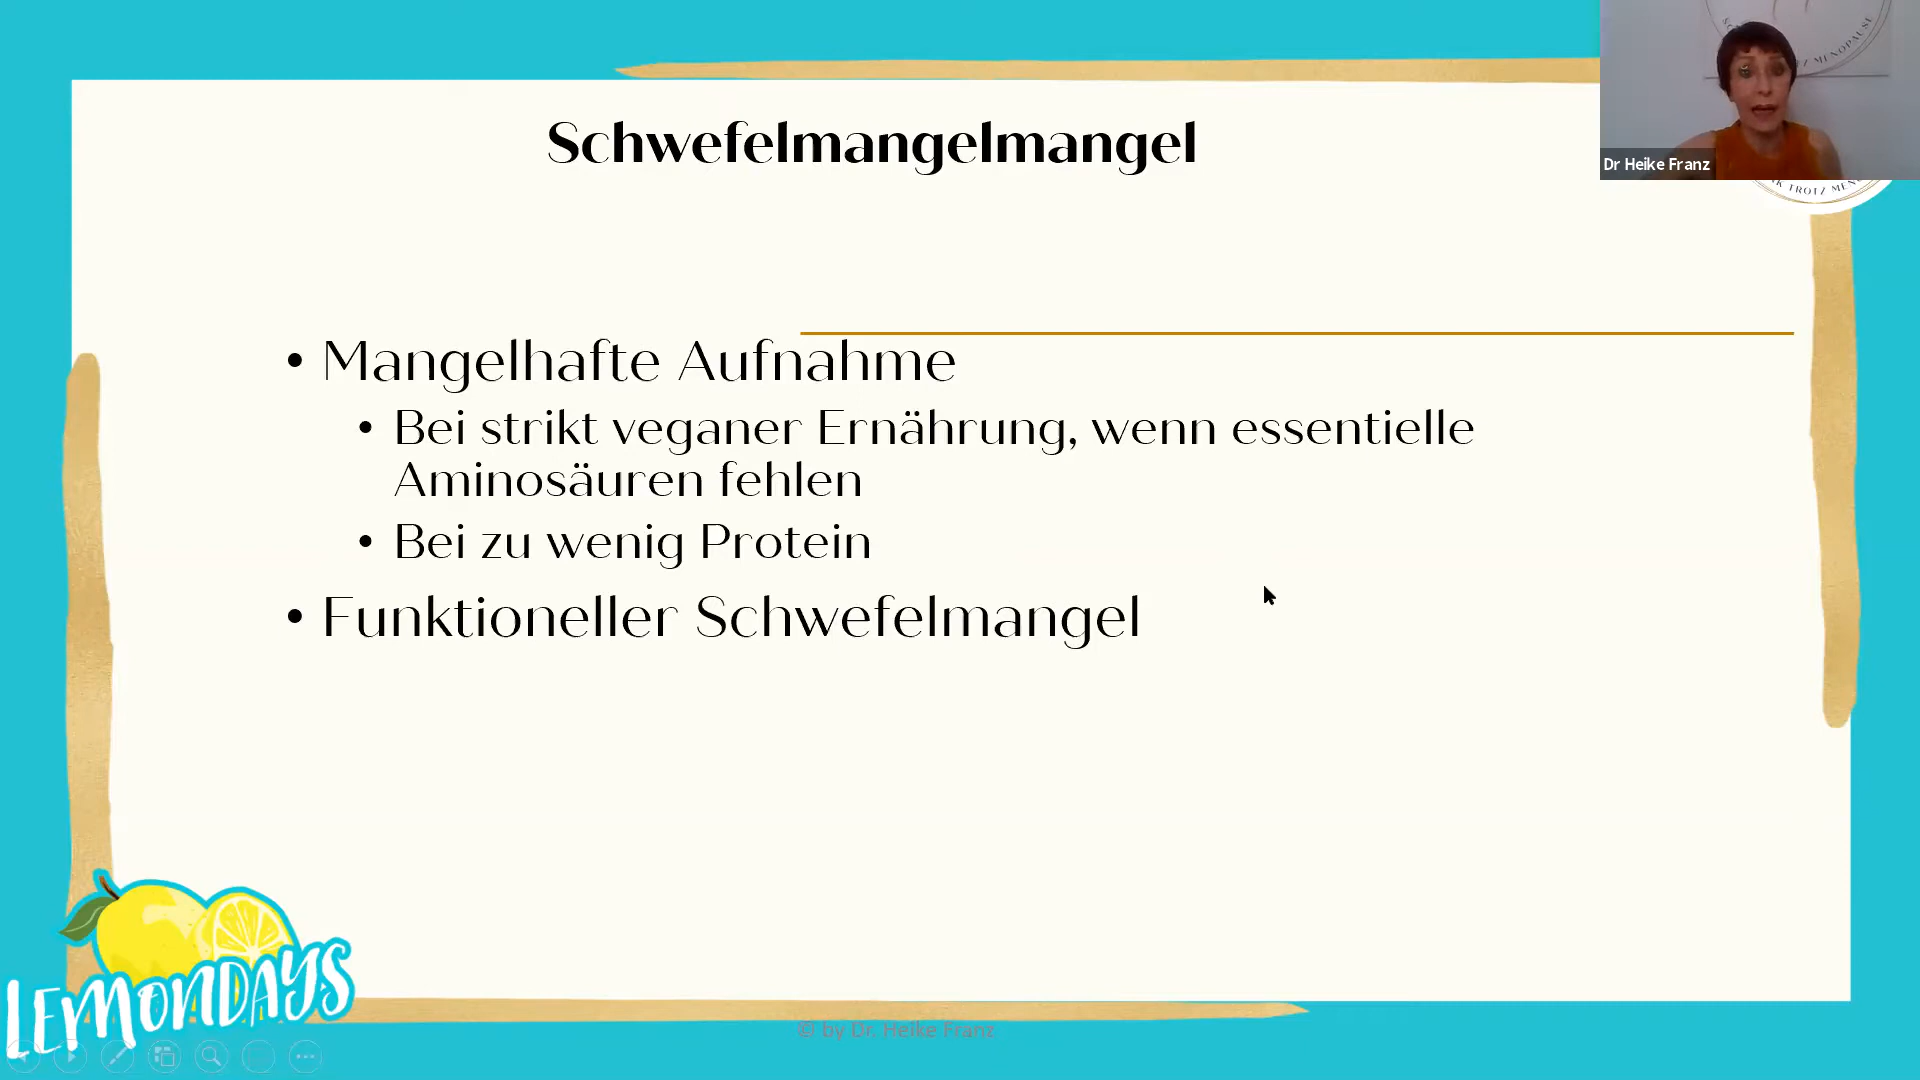 Schwefelmangelmangel
Dr Heike Franz
• Mangelhafte Aufnahme
• Bei strikt veganer Ernährung, wenn essentielle
Aminosäuren fehlen
• Bei zu wenig Protein
• Funktioneller Schwefelmangel
LEMONDAYS
© by Dr. Heike Franz